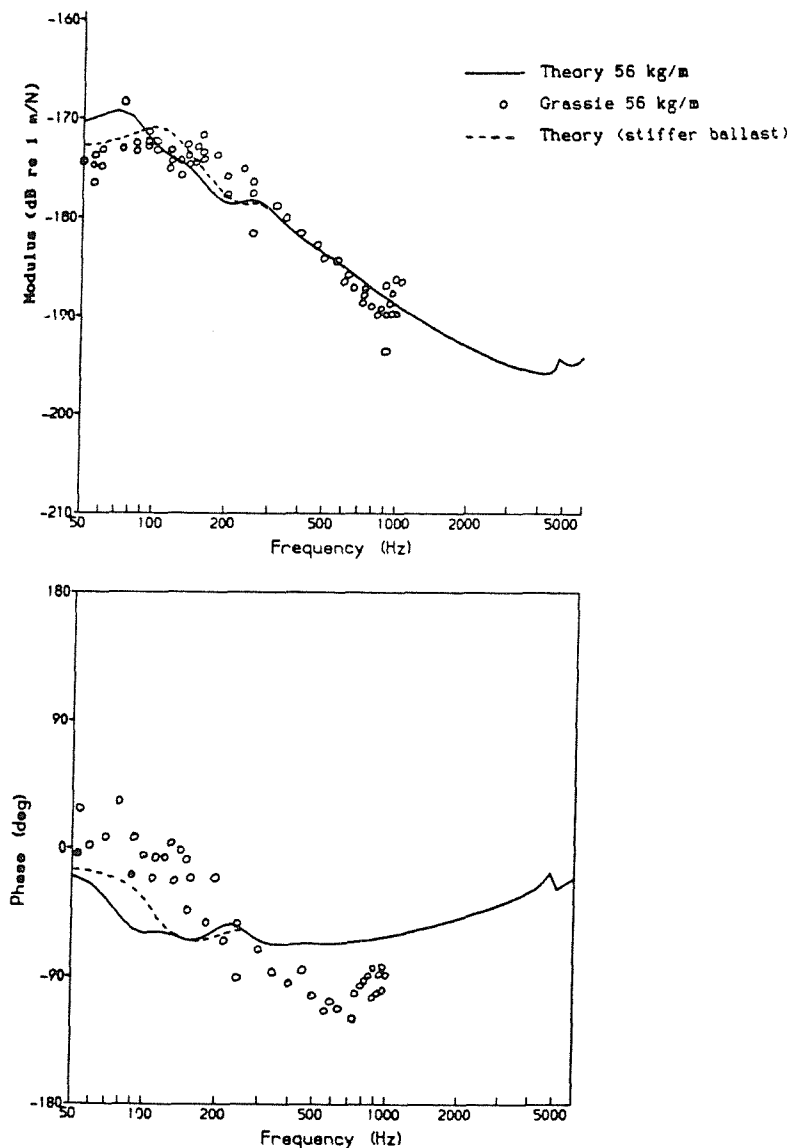 -160
-170
-180
-190
-200
-210
Modulus (dB re 1 m/N)
Theory 56 kg/m
Grassie 56 kg/m
Theory (stiffer ballast)
50 100 200 500 1000 2000 5000
Frequency (Hz)
180
90
0
-90
-180
Phase (deg)
50 100 200 500 1000 2000 5000
Frequency (Hz)